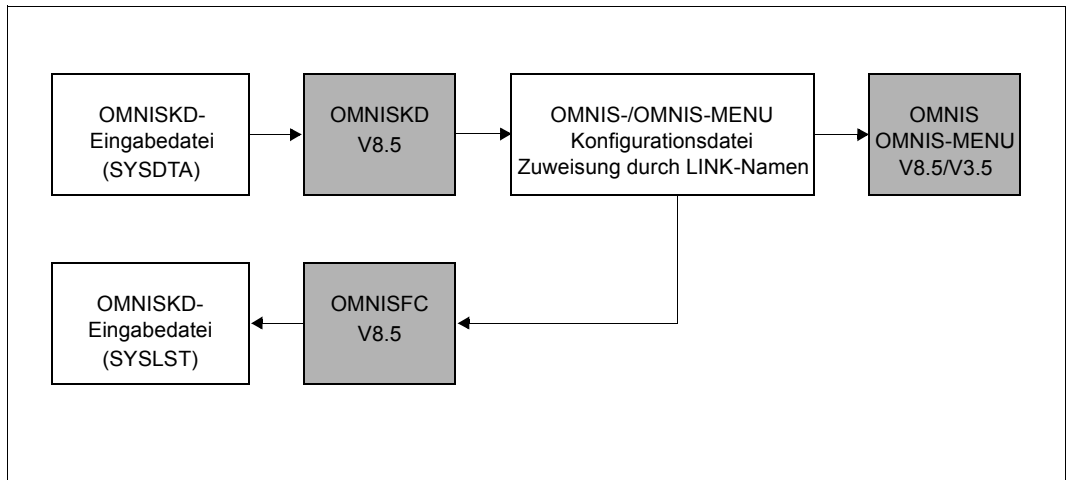 OMNISKD-
Eingabedatei
(SYSDTA)
OMNISKD
V8.5
OMNIS-/OMNIS-MENU
Konfigurationsdatei
Zuweisung durch LINK-Namen
OMNIS
OMNIS-MENU
V8.5/V3.5
OMNISKD-
Eingabedatei
(SYSLST)
OMNISFC
V8.5